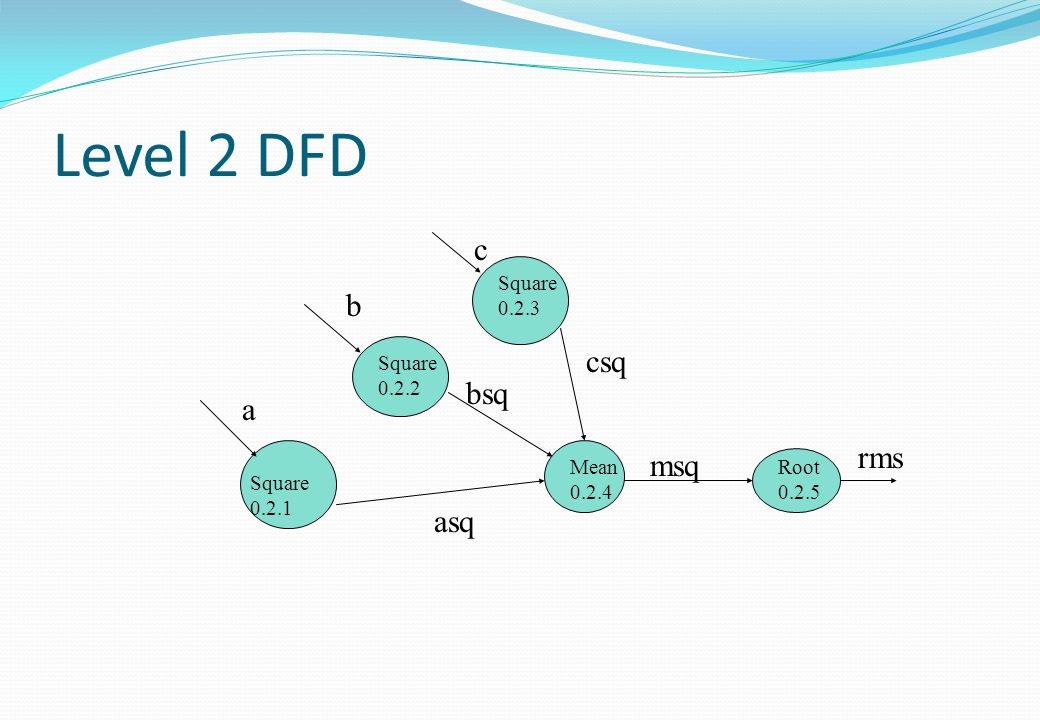 Level 2 DFD
c
Square
0.2.3
b
Square
0.2.2
csq
bsq
a
Square
0.2.1
Mean
0.2.4
msq
Root
0.2.5
rms
asq